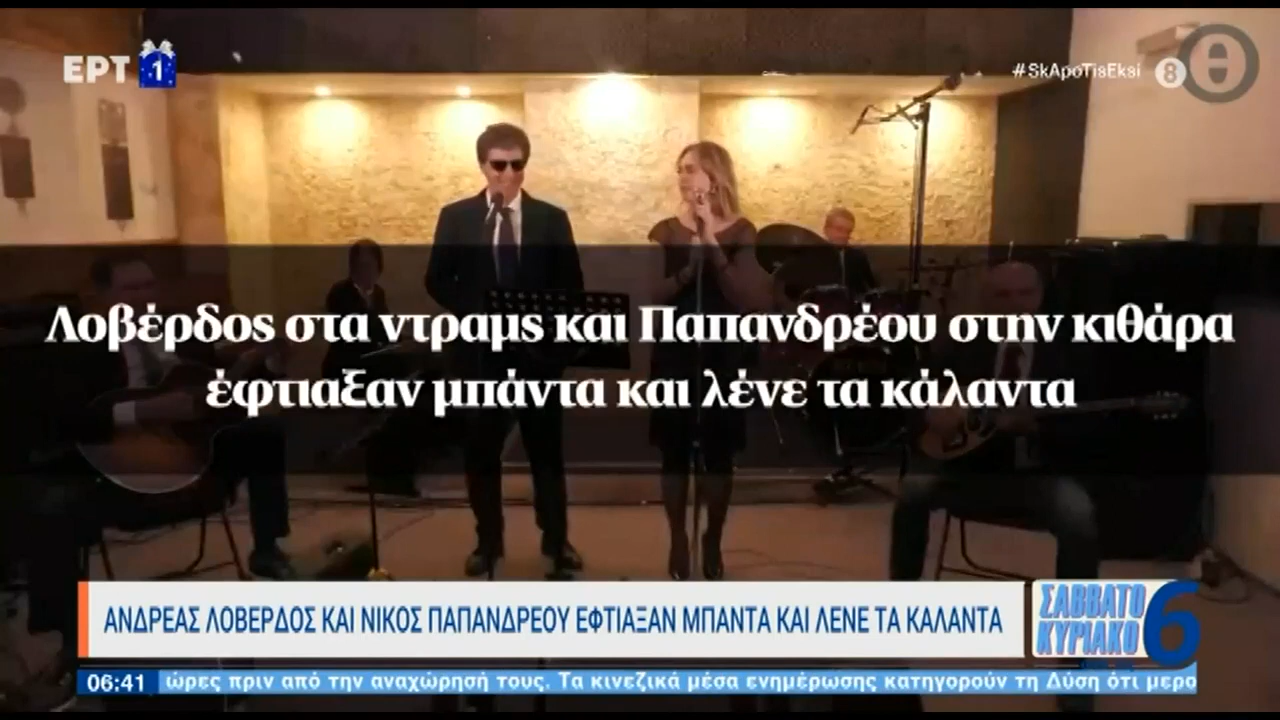 ΕΡΤ 1
#SkApoTisEksi 8
Λοβέρδος στα ντραμς και Παπανδρέου στην κιθάρα
έφτιαξαν μπάντα και λένε τα κάλαντα
ΑΝΔΡΕΑΣ ΛΟΒΕΡΔΟΣ ΚΑΙ ΝΙΚΟΣ ΠΑΠΑΝΔΡΕΟΥ ΕΦΤΙΑΞΑΝ ΜΠΑΝΤΑ ΚΑΙ ΛΕΝΕ ΤΑ ΚΑΛΑΝΤΑ
ΣΑΒΒΑΤΟ
ΚΥΡΙΑΚΟ 6
06:41 ώρες πριν από την αναχώρησή τους. Τα κινεζικά μέσα ενημέρωσης κατηγορούν τη Δύση ότι μερο